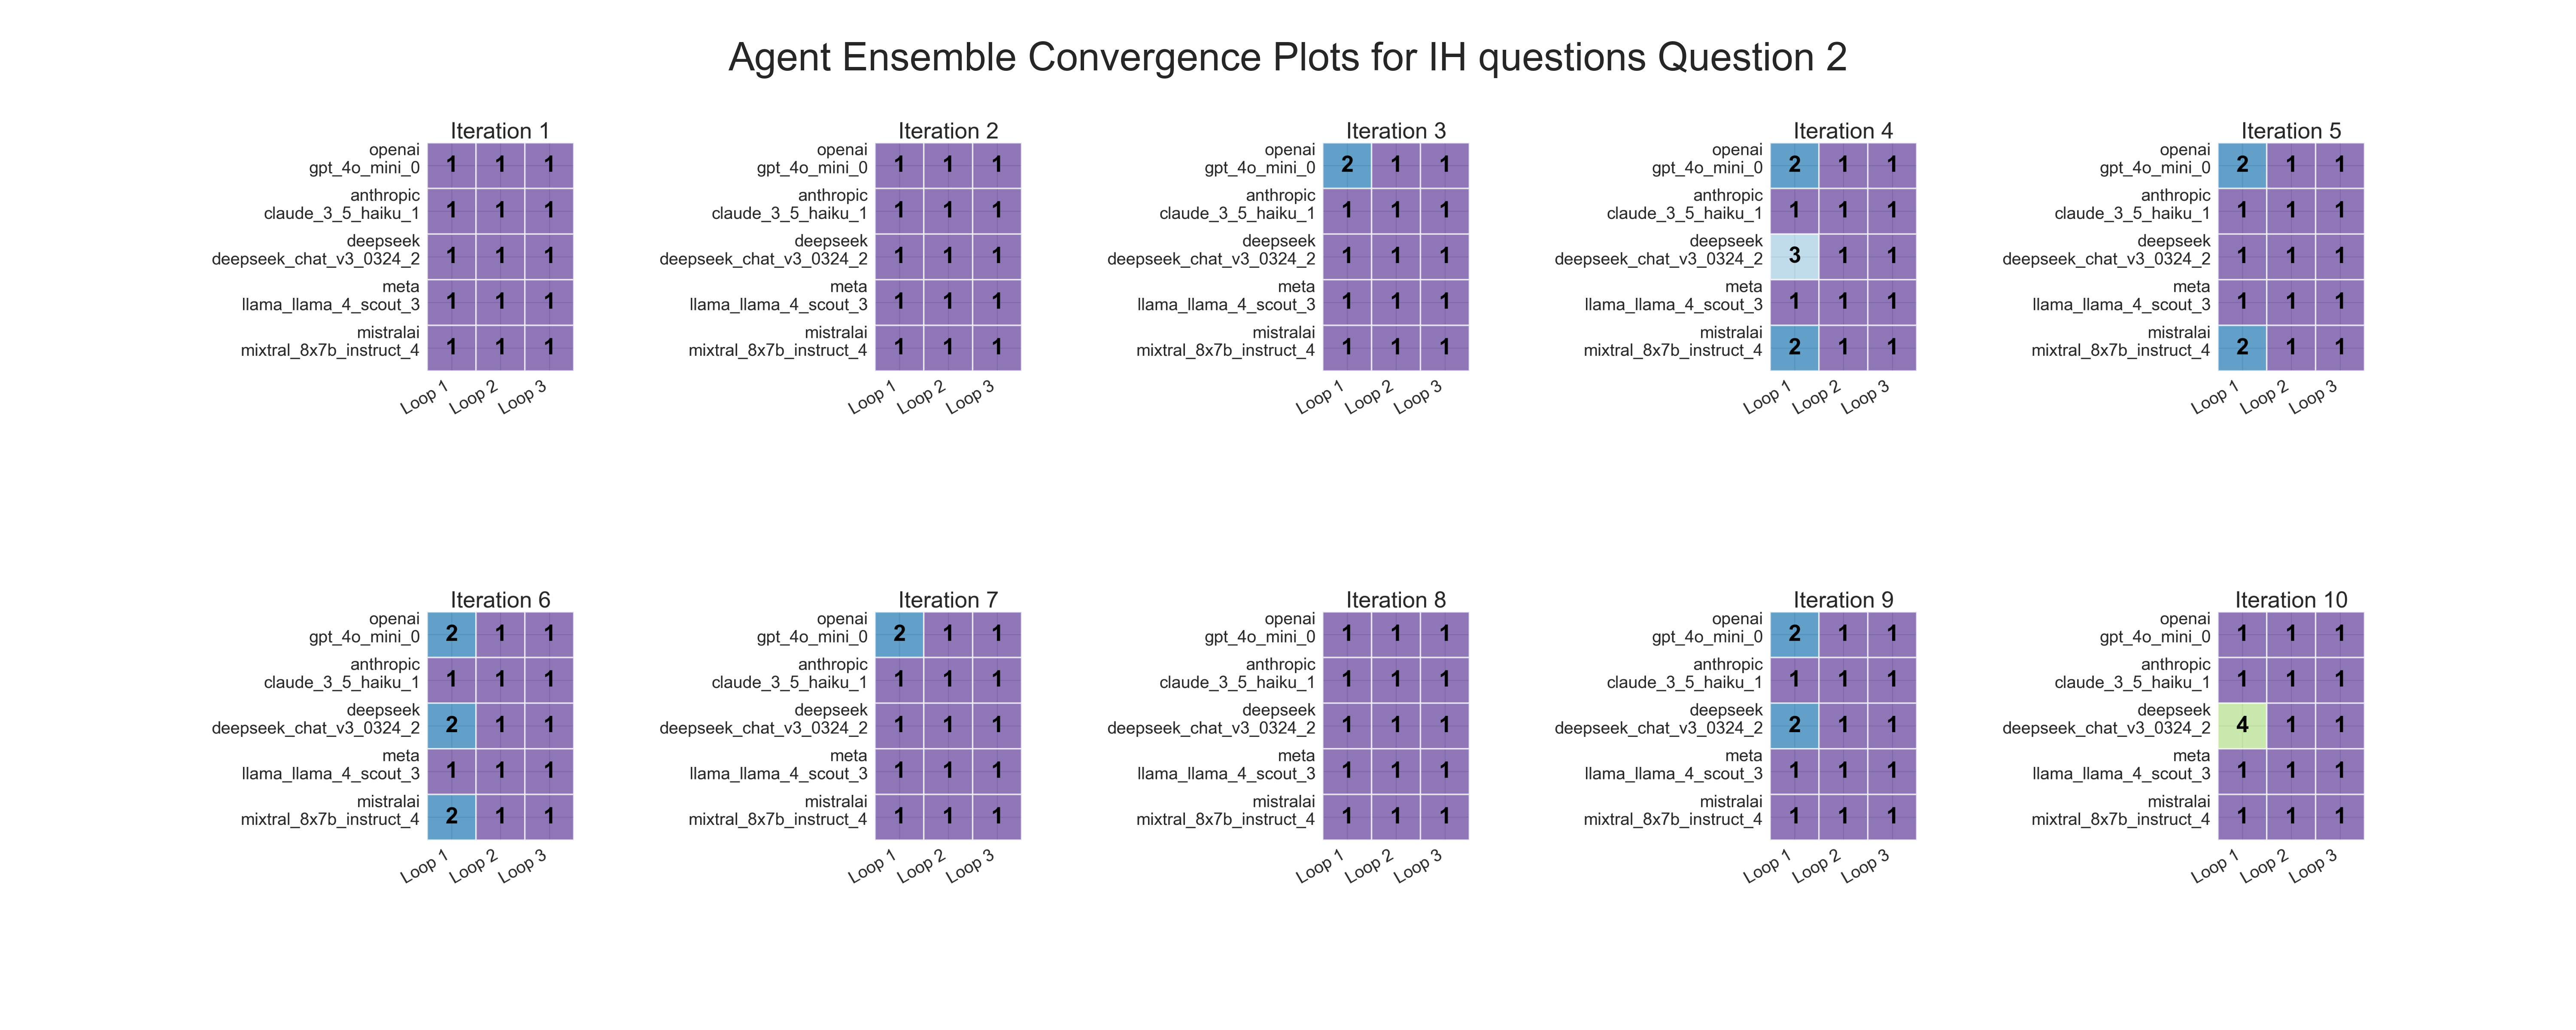 Agent Ensemble Convergence Plots for IH questions Question 2
Iteration 1
openai
gpt_4o_mini_0
1 1 1
anthropic
claude_3_5_haiku_1
1 1 1
deepseek
deepseek_chat_v3_0324_2
1 1 1
meta
llama_llama_4_scout_3
1 1 1
mistralai
mixtral_8x7b_instruct_4
1 1 1
Loop 1 Loop 2 Loop 3
Iteration 2
openai
gpt_4o_mini_0
1 1 1
anthropic
claude_3_5_haiku_1
1 1 1
deepseek
deepseek_chat_v3_0324_2
1 1 1
meta
llama_llama_4_scout_3
1 1 1
mistralai
mixtral_8x7b_instruct_4
1 1 1
Loop 1 Loop 2 Loop 3
Iteration 3
openai
gpt_4o_mini_0
2 1 1
anthropic
claude_3_5_haiku_1
1 1 1
deepseek
deepseek_chat_v3_0324_2
1 1 1
meta
llama_llama_4_scout_3
1 1 1
mistralai
mixtral_8x7b_instruct_4
1 1 1
Loop 1 Loop 2 Loop 3
Iteration 4
openai
gpt_4o_mini_0
2 1 1
anthropic
claude_3_5_haiku_1
1 1 1
deepseek
deepseek_chat_v3_0324_2
3 1 1
meta
llama_llama_4_scout_3
1 1 1
mistralai
mixtral_8x7b_instruct_4
2 1 1
Loop 1 Loop 2 Loop 3
Iteration 5
openai
gpt_4o_mini_0
2 1 1
anthropic
claude_3_5_haiku_1
1 1 1
deepseek
deepseek_chat_v3_0324_2
1 1 1
meta
llama_llama_4_scout_3
1 1 1
mistralai
mixtral_8x7b_instruct_4
2 1 1
Loop 1 Loop 2 Loop 3
Iteration 6
openai
gpt_4o_mini_0
2 1 1
anthropic
claude_3_5_haiku_1
1 1 1
deepseek
deepseek_chat_v3_0324_2
2 1 1
meta
llama_llama_4_scout_3
1 1 1
mistralai
mixtral_8x7b_instruct_4
2 1 1
Loop 1 Loop 2 Loop 3
Iteration 7
openai
gpt_4o_mini_0
2 1 1
anthropic
claude_3_5_haiku_1
1 1 1
deepseek
deepseek_chat_v3_0324_2
1 1 1
meta
llama_llama_4_scout_3
1 1 1
mistralai
mixtral_8x7b_instruct_4
1 1 1
Loop 1 Loop 2 Loop 3
Iteration 8
openai
gpt_4o_mini_0
1 1 1
anthropic
claude_3_5_haiku_1
1 1 1
deepseek
deepseek_chat_v3_0324_2
1 1 1
meta
llama_llama_4_scout_3
1 1 1
mistralai
mixtral_8x7b_instruct_4
1 1 1
Loop 1 Loop 2 Loop 3
Iteration 9
openai
gpt_4o_mini_0
2 1 1
anthropic
claude_3_5_haiku_1
1 1 1
deepseek
deepseek_chat_v3_0324_2
2 1 1
meta
llama_llama_4_scout_3
1 1 1
mistralai
mixtral_8x7b_instruct_4
1 1 1
Loop 1 Loop 2 Loop 3
Iteration 10
openai
gpt_4o_mini_0
1 1 1
anthropic
claude_3_5_haiku_1
1 1 1
deepseek
deepseek_chat_v3_0324_2
4 1 1
meta
llama_llama_4_scout_3
1 1 1
mistralai
mixtral_8x7b_instruct_4
1 1 1
Loop 1 Loop 2 Loop 3